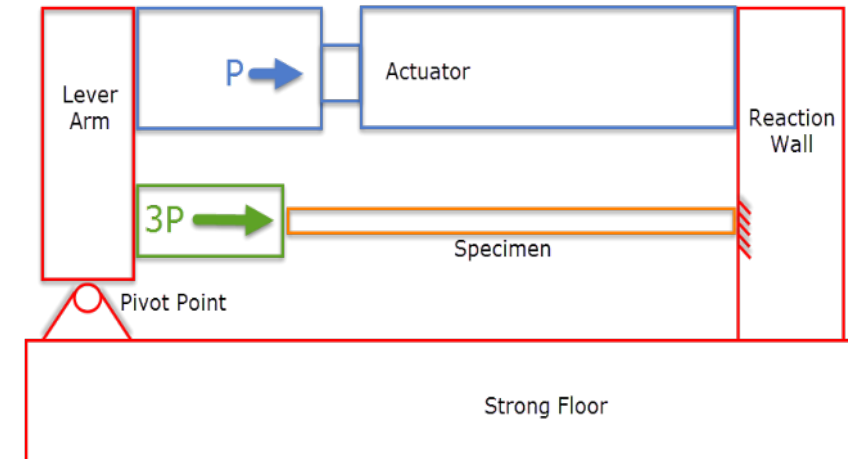 P
Actuator
Lever
Arm
Reaction
Wall
3P
Specimen
Pivot Point
Strong Floor